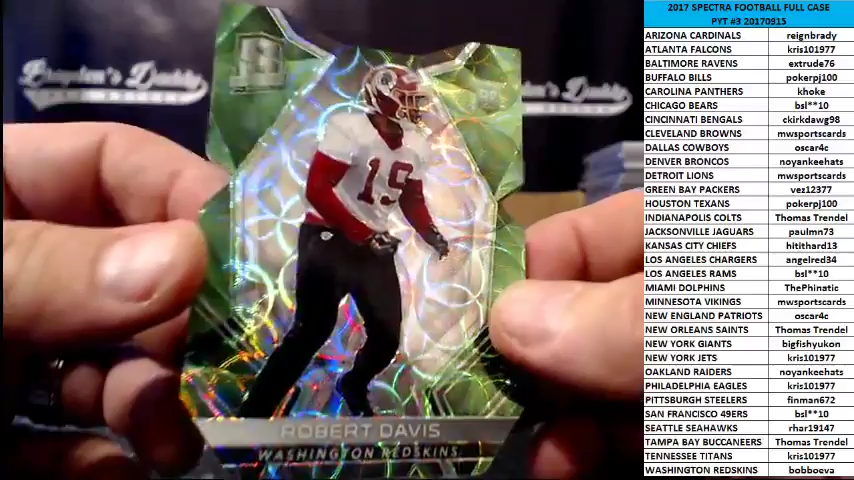 Brayden's Daddy
Brayden's Daddy
19
ROBERT DAVIS
WASHINGTON REDSKINS
2017 SPECTRA FOOTBALL FULL CASE
PYT #3 20170915
ARIZONA CARDINALS reignbrady
ATLANTA FALCONS kris101977
BALTIMORE RAVENS extrude76
BUFFALO BILLS pokerpj100
CAROLINA PANTHERS khoke
CHICAGO BEARS bsl**10
CINCINNTI BENGALS ckirkdawg98
CLEVELAND BROWNS mwsportscards
DALLAS COWBOYS oscar4c
DENVER BRONCOS noyankeehats
DETROIT LIONS mwsportscards
GREEN BAY PACKERS vez12377
HOUSTON TEXANS pokerpj100
INDIANAPOLIS COLTS Thomas Trendel
JACKSONVILLE JAGUARS paulmn73
KANSAS CITY CHIEFS hitithard13
LOS ANGELES CHARGERS angelred34
LOS ANGELES RAMS bsl**10
MIAMI DOLPHINS ThePhinatic
MINNESOTA VIKINGS mwsportscards
NEW ENGLAND PATRIOTS oscar4c
NEW ORLEANS SAINTS Thomas Trendel
NEW YORK GIANTS bigfishyukon
NEW YORK JETS kris101977
OAKLAND RAIDERS noyankeehats
PHILADELPHIA EAGLES kris101977
PITTSBURGH STEELERS finman672
SAN FRANCISCO 49ERS bsl**10
SEATTLE SEAHAWKS rhar19147
TAMPA BAY BUCCANEERS Thomas Trendel
TENNESSEE TITANS kris101977
WASHINGTON REDSKINS bobboeva